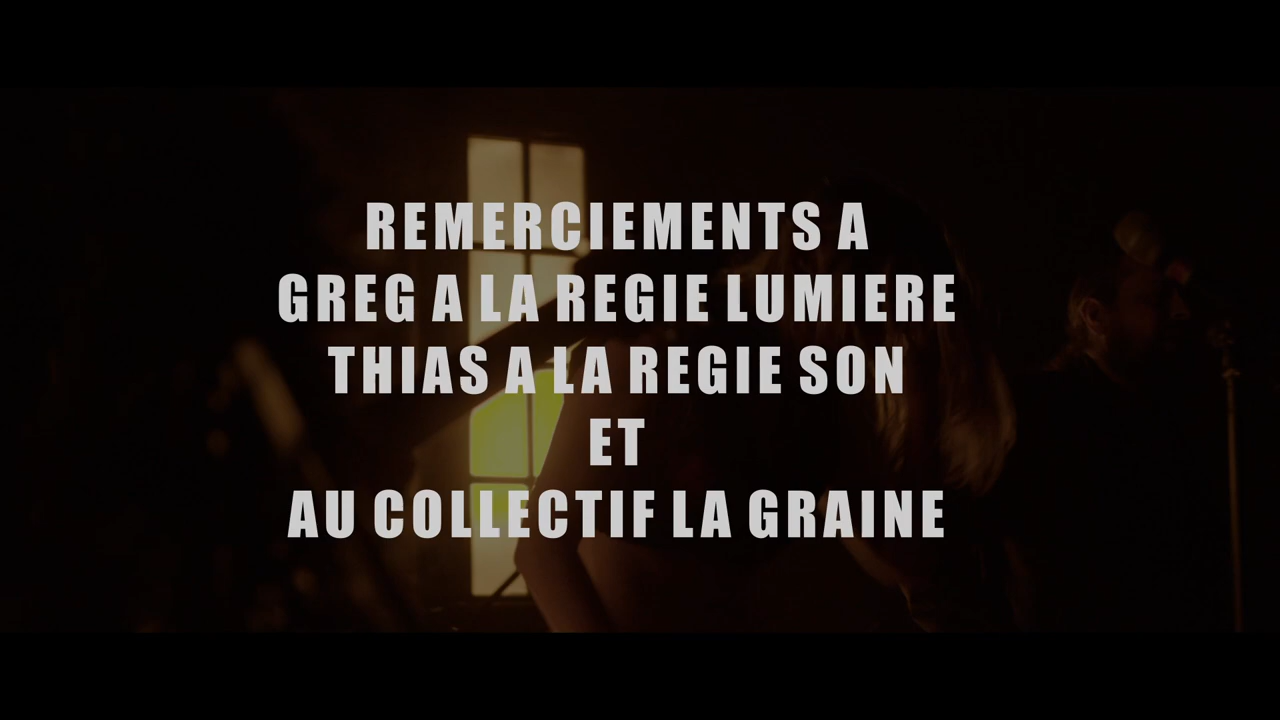 REMERCIEMENTS A
GREG A LA REGIE LUMIERE
THIAS A LA REGIE SON
ET
AU COLLECTIF LA GRAINE